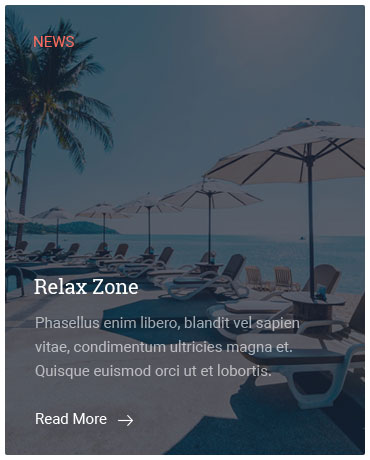 NEWS
Relax Zone
Phasellus enim libero, blandit vel sapien
vitae, condimentum ultricies magna et.
Quisque euismod orci ut et lobortis.
Read More →